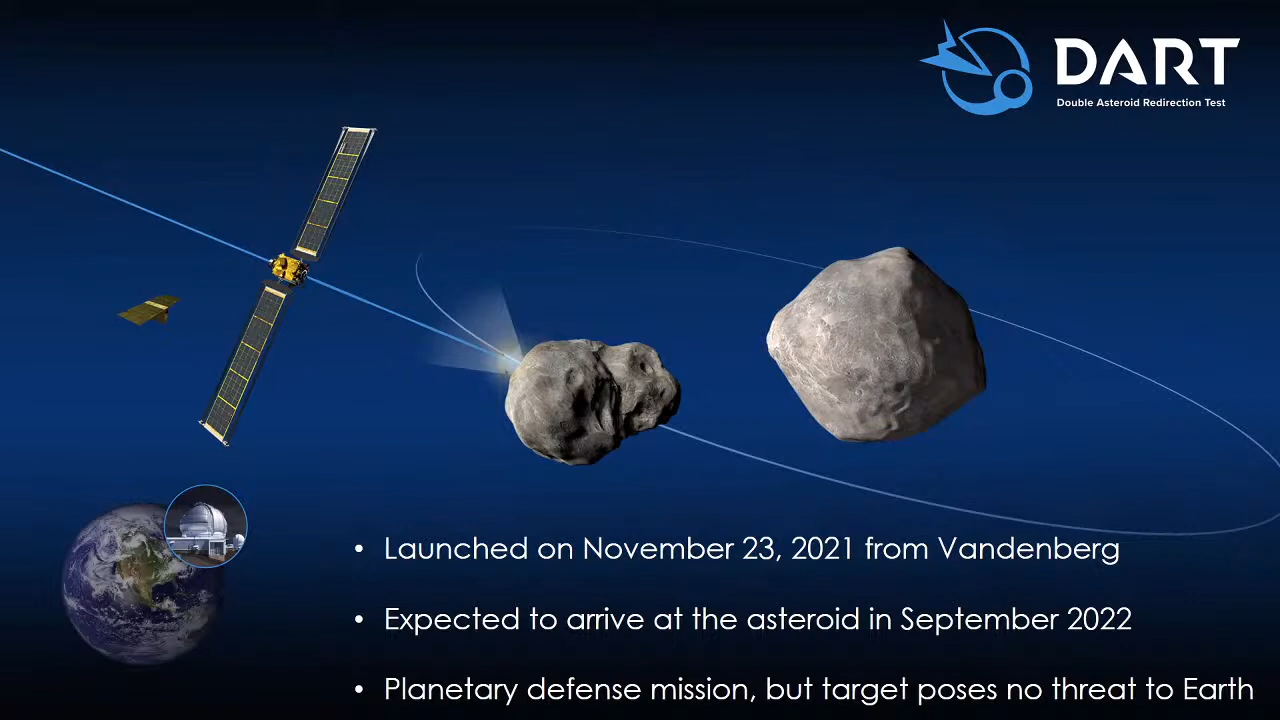 DART
Double Asteroid Redirection Test
• Launched on November 23, 2021 from Vandenberg
• Expected to arrive at the asteroid in September 2022
• Planetary defense mission, but target poses no threat to Earth